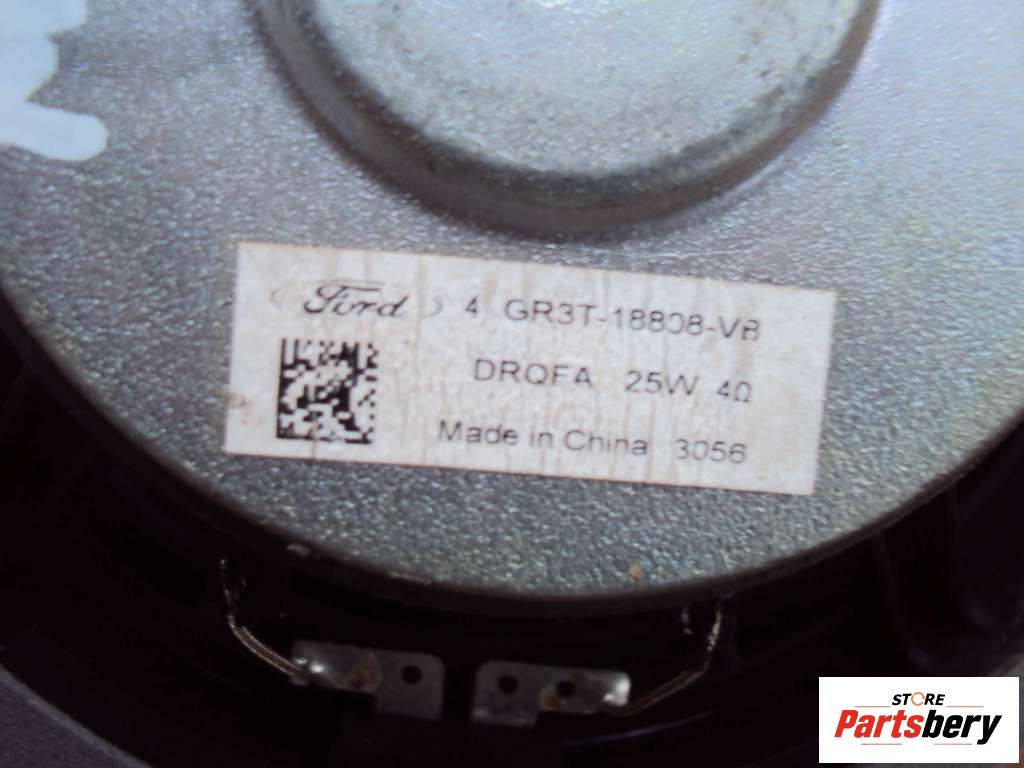 Ford 4 GR3T-18808-VB
DRQFA 25W 4Ω
Made in China 3056
STORE
Partsbery